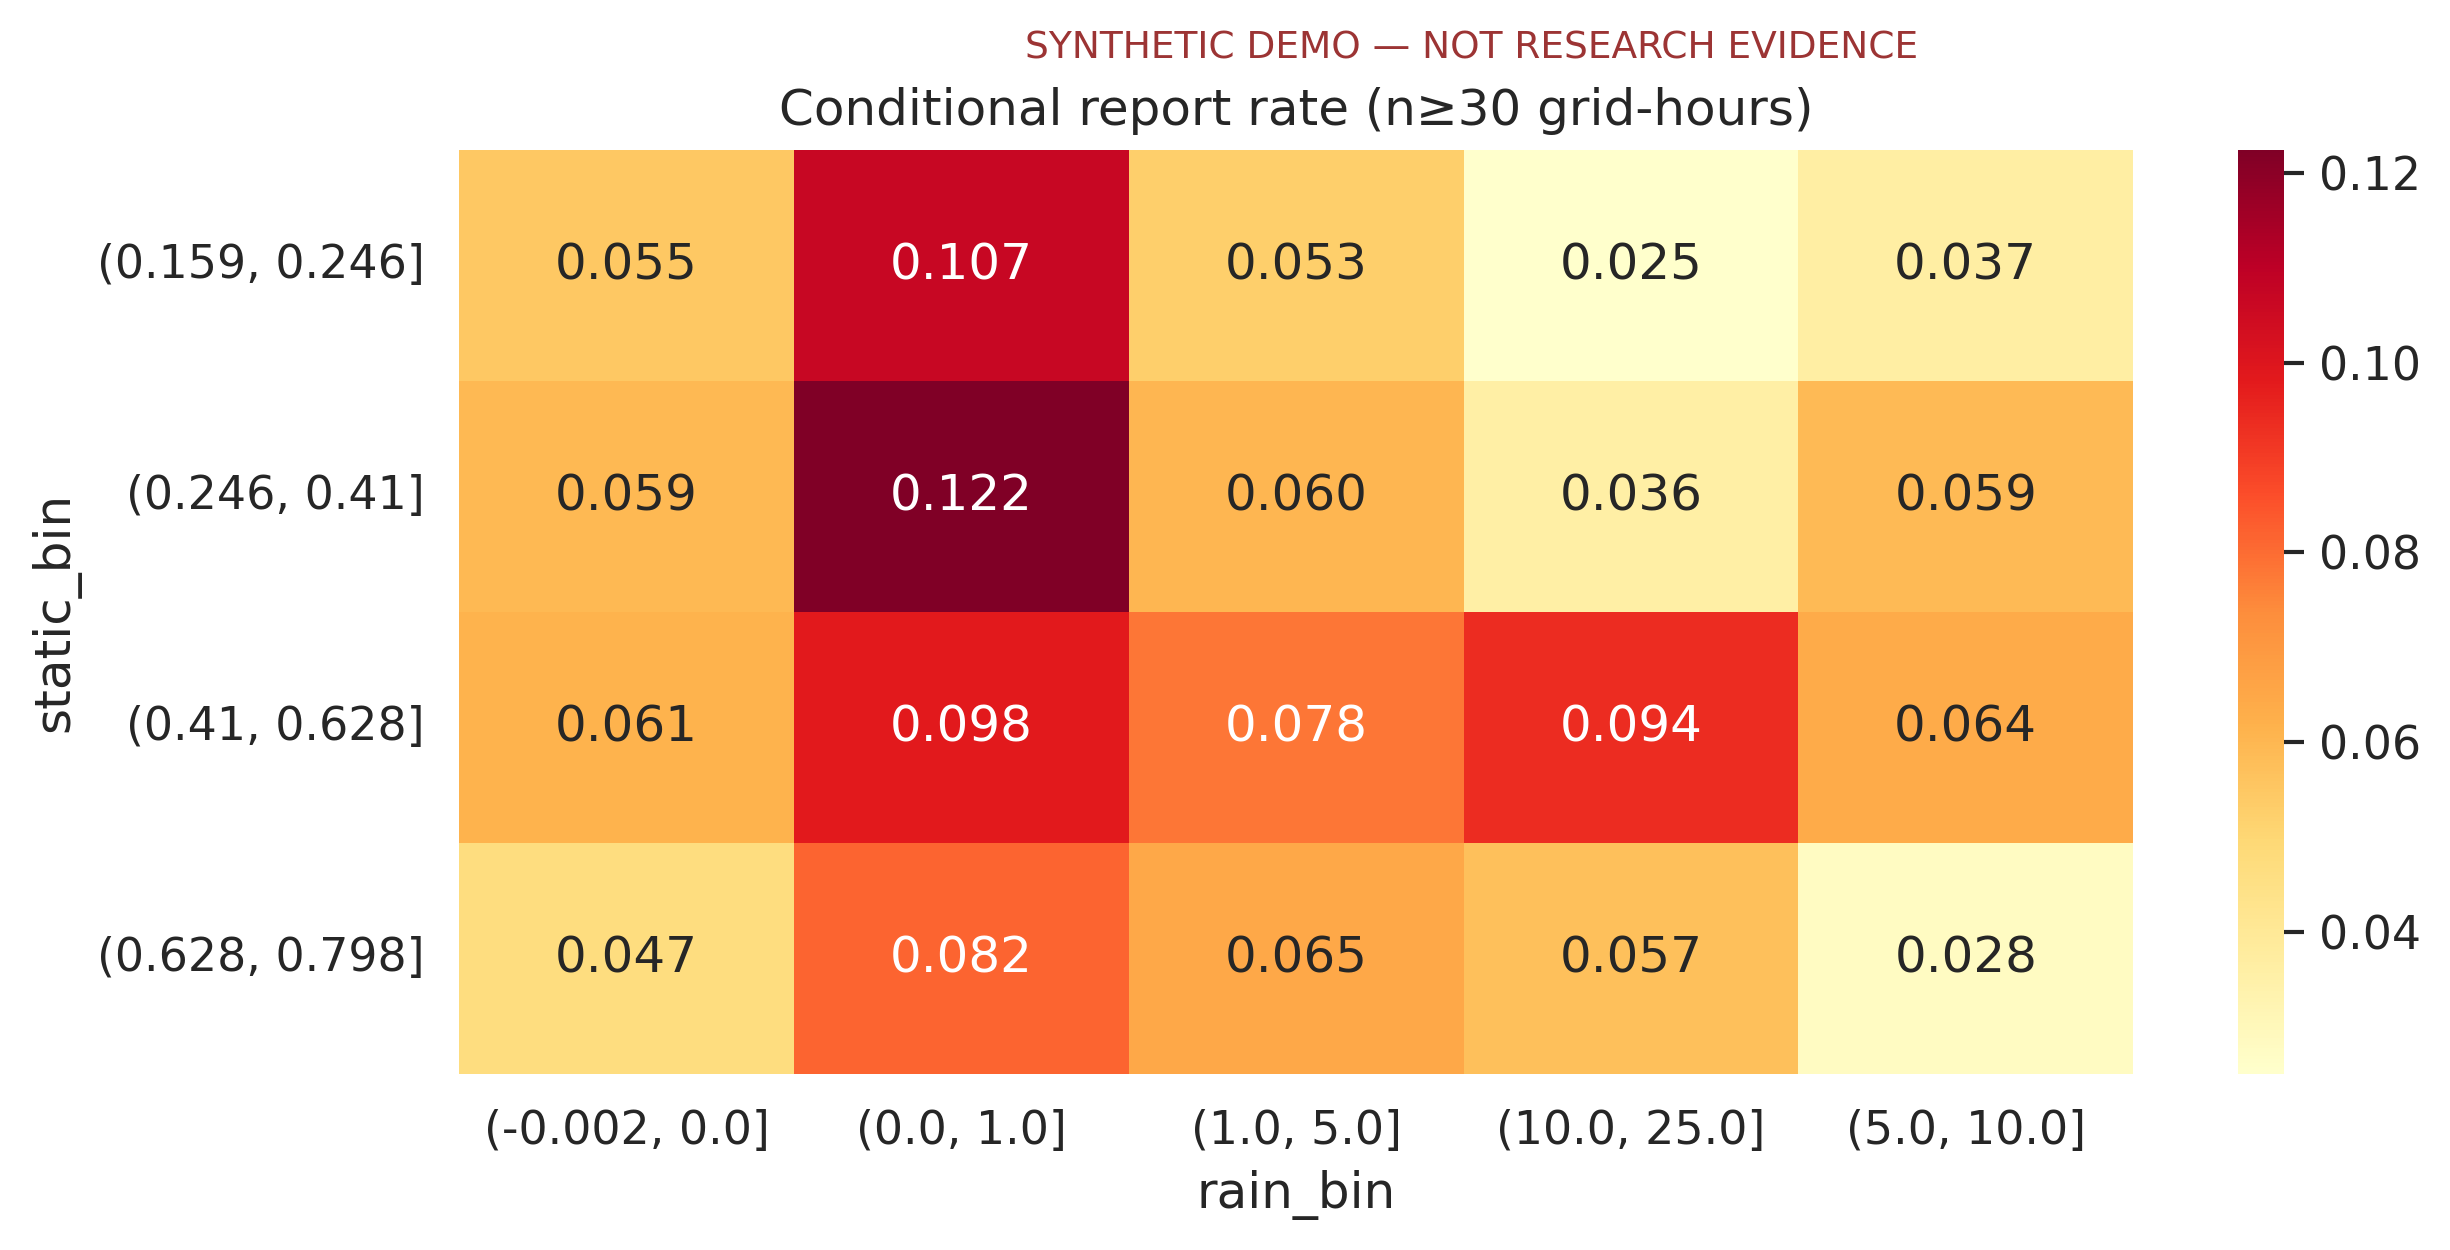 SYNTHETIC DEMO — NOT RESEARCH EVIDENCE
Conditional report rate (n≥30 grid-hours)
static_bin
(0.159, 0.246] 0.055 0.107 0.053 0.025 0.037
(0.246, 0.41] 0.059 0.122 0.060 0.036 0.059
(0.41, 0.628] 0.061 0.098 0.078 0.094 0.064
(0.628, 0.798] 0.047 0.082 0.065 0.057 0.028
(-0.002, 0.0] (0.0, 1.0] (1.0, 5.0] (10.0, 25.0] (5.0, 10.0]
rain_bin
0.12
0.10
0.08
0.06
0.04